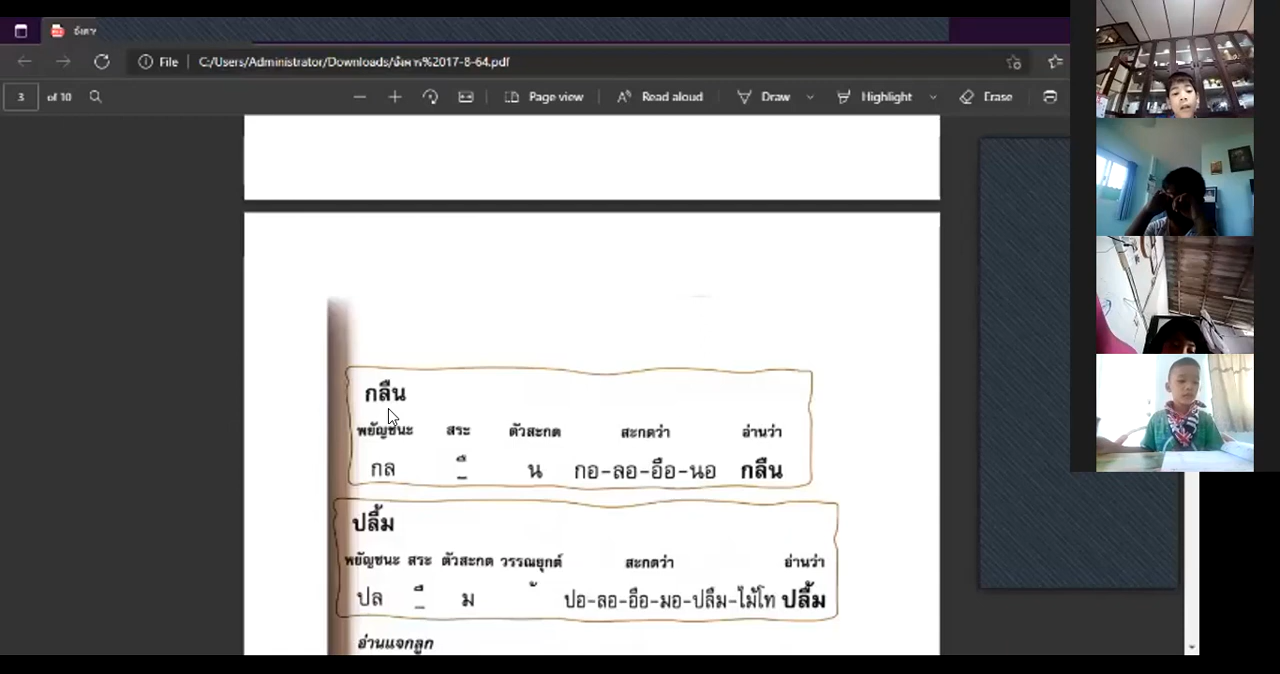 อังคาร
File C:/Users/Administrator/Downloads/อังคาร%2017-8-64.pdf
3 of 10 Page view Read aloud Draw Highlight Erase
กลืน
พยัญชนะ สระ ตัวสะกด สะกดว่า อ่านว่า
กล -ื น กอ-ลอ-อือ-นอ กลืน
ปลื้ม
พยัญชนะ สระ ตัวสะกด วรรณยุกต์ สะกดว่า อ่านว่า
ปล -ื ม ้ ปอ-ลอ-อือ-มอ-ปลืม-ไม้โท ปลื้ม
อ่านแจกลูก